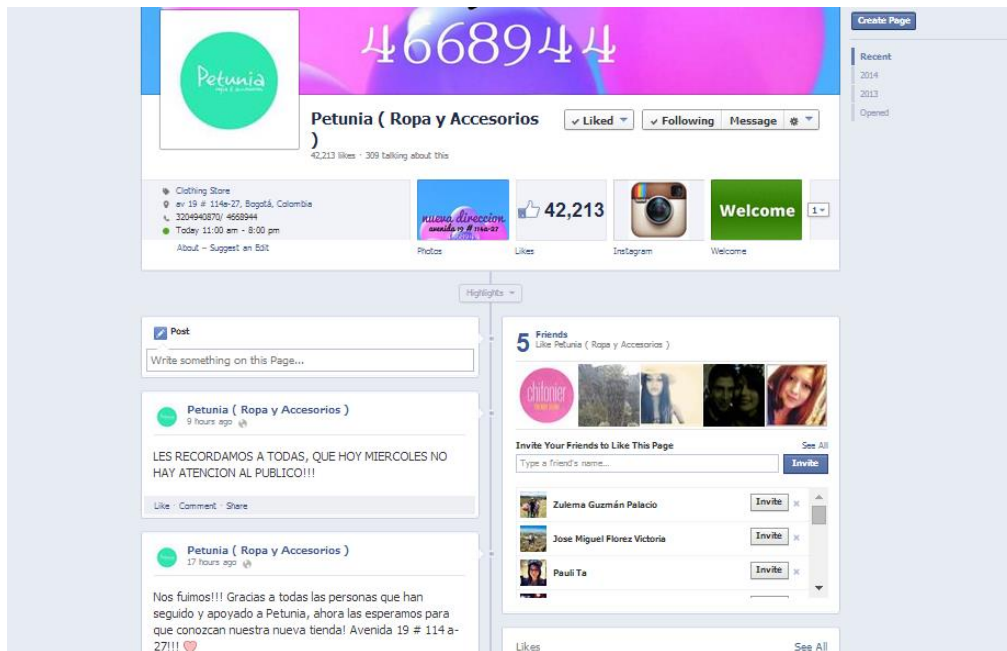 4668944
Create Page
Recent
2014
2013
Opened
Petunia
ropa y accesorios
Petunia ( Ropa y Accesorios
)
42,213 likes · 309 talking about this
Liked
Following
Message
Clothing Store
av 19 # 114a-27, Bogotá, Colombia
3204940870/ 4668944
Today 11:00 am - 8:00 pm
About – Suggest an Edit
nueva direccion
avenida 19 # 114a-27
Photos
42,213
Likes
Instagram
Welcome
Welcome
1
Highlights
Post
Write something on this Page...
Petunia ( Ropa y Accesorios )
9 hours ago
LES RECORDAMOS A TODAS, QUE HOY MIERCOLES NO
HAY ATENCION AL PUBLICO!!!
Like · Comment · Share
Petunia ( Ropa y Accesorios )
17 hours ago
Nos fuimos!!! Gracias a todas las personas que han
seguido y apoyado a Petunia, ahora las esperamos para
que conozcan nuestra nueva tienda! Avenida 19 # 114 a-
27!!!
5
Friends
Like Petunia ( Ropa y Accesorios )
chifonier
Invite Your Friends to Like This Page
See All
Type a friend's name...
Invite
Zulema Guzmán Palacio
Invite
Jose Miguel Florez Victoria
Invite
Pauli Ta
Invite
Likes
See All